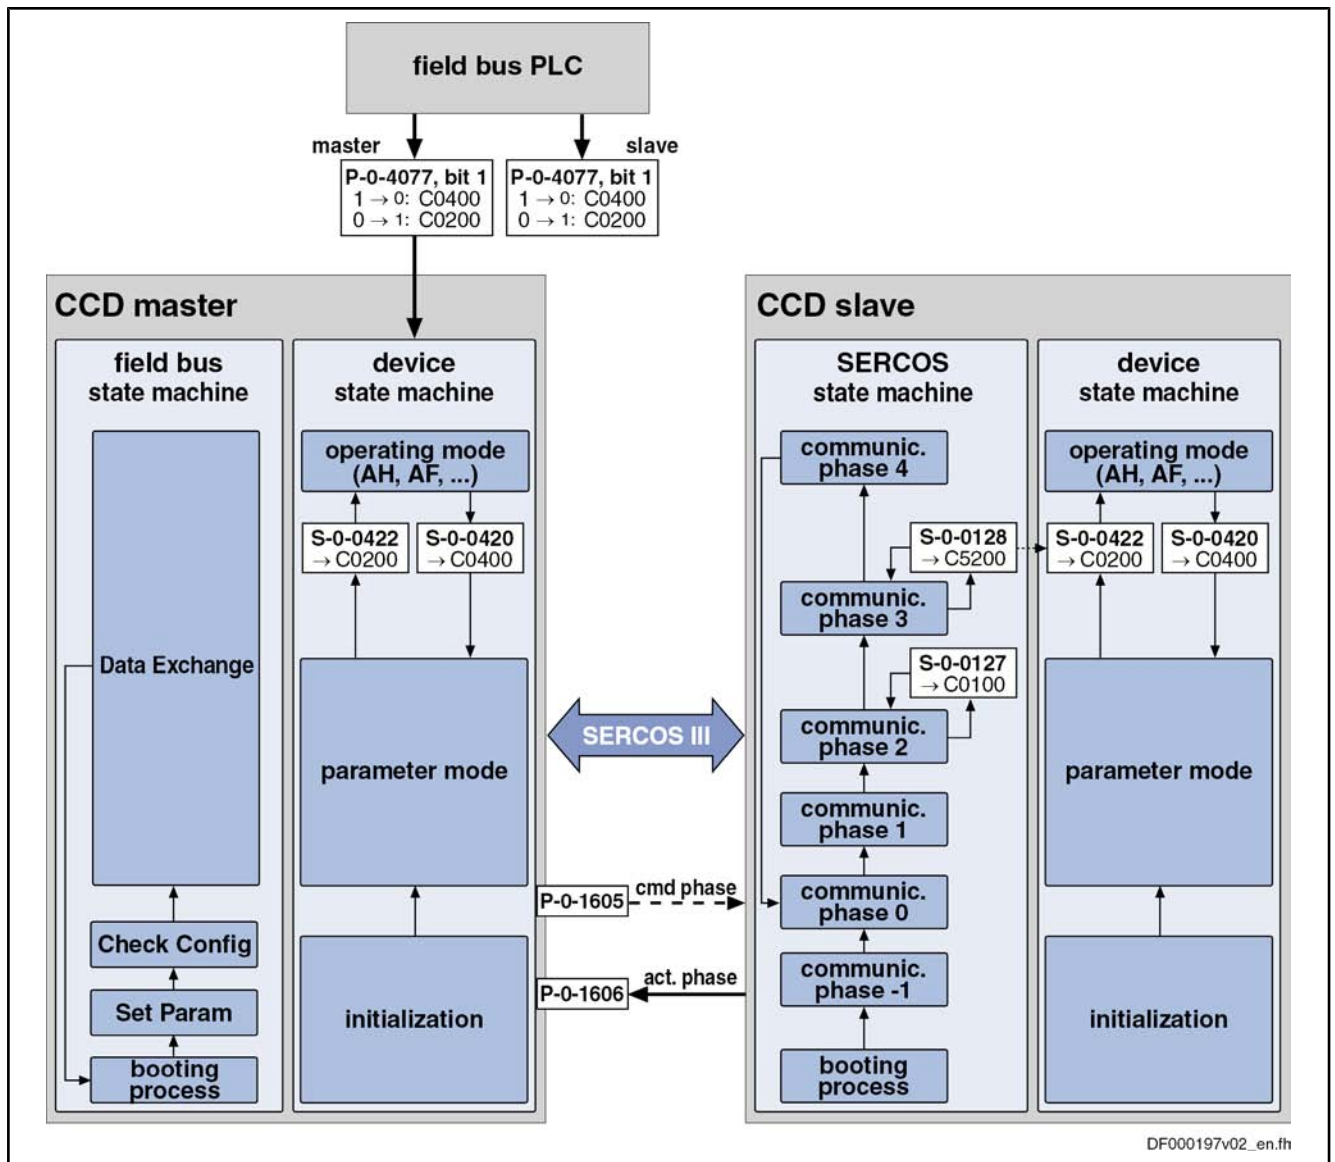 field bus PLC
master
slave
P-0-4077, bit 1
1 → 0: C0400
0 → 1: C0200
P-0-4077, bit 1
1 → 0: C0400
0 → 1: C0200
CCD master
field bus
state machine
Data Exchange
Check Config
Set Param
booting
process
device
state machine
operating mode
(AH, AF, ...)
S-0-0422
→ C0200
S-0-0420
→ C0400
parameter mode
initialization
SERCOS III
P-0-1605
cmd phase
P-0-1606
act. phase
CCD slave
SERCOS
state machine
communic.
phase 4
S-0-0128
→ C5200
communic.
phase 3
S-0-0127
→ C0100
communic.
phase 2
communic.
phase 1
communic.
phase 0
communic.
phase -1
booting
process
device
state machine
operating mode
(AH, AF, ...)
S-0-0422
→ C0200
S-0-0420
→ C0400
parameter mode
initialization
DF000197v02_en.fh